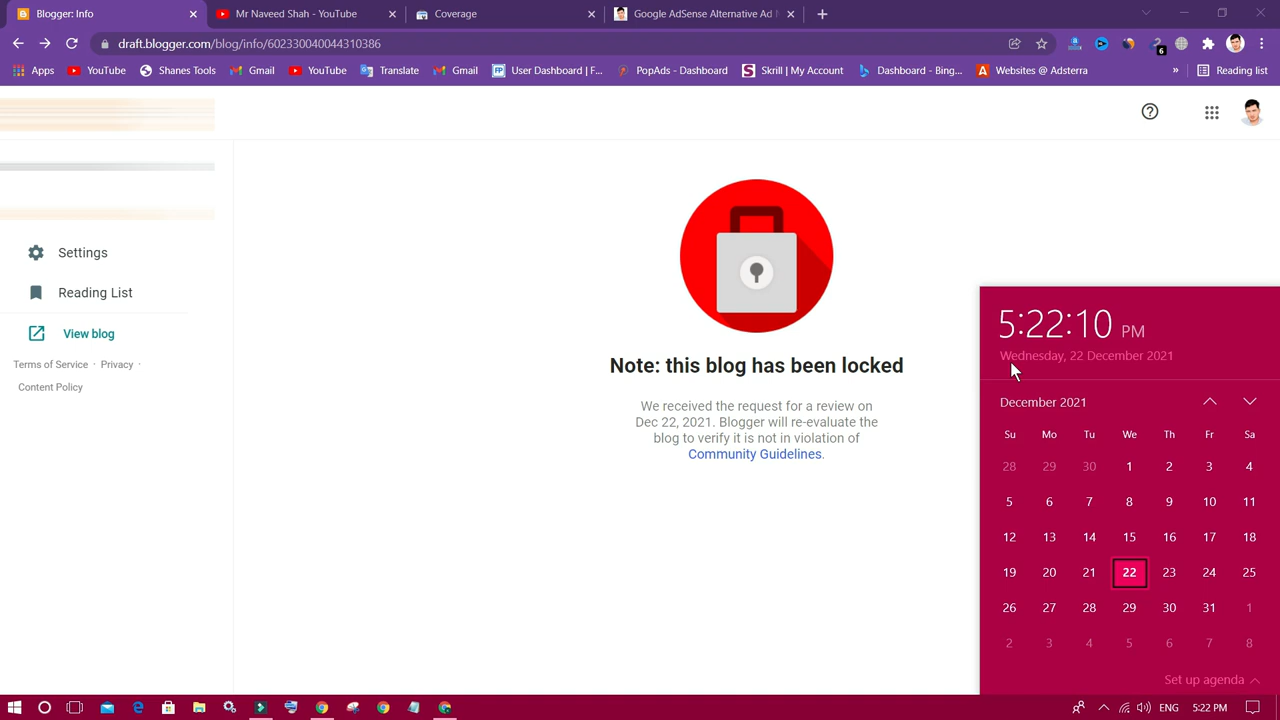 Blogger: Info
Mr Naveed Shah - YouTube
Coverage
Google AdSense Alternative Ad N
draft.blogger.com/blog/info/602330040044310386
6
Apps
YouTube
Shanes Tools
Gmail
YouTube
Translate
Gmail
User Dashboard | F...
PopAds - Dashboard
Skrill | My Account
Dashboard - Bing...
Websites @ Adsterra
»
Reading list
Settings
Reading List
View blog
Terms of Service · Privacy ·
Content Policy
Note: this blog has been locked
We received the request for a review on
Dec 22, 2021. Blogger will re-evaluate the
blog to verify it is not in violation of
Community Guidelines.
5:22:10 PM
Wednesday, 22 December 2021
December 2021
Su Mo Tu We Th Fr Sa
28 29 30 1 2 3 4
5 6 7 8 9 10 11
12 13 14 15 16 17 18
19 20 21 22 23 24 25
26 27 28 29 30 31 1
2 3 4 5 6 7 8
Set up agenda
ENG
5:22 PM